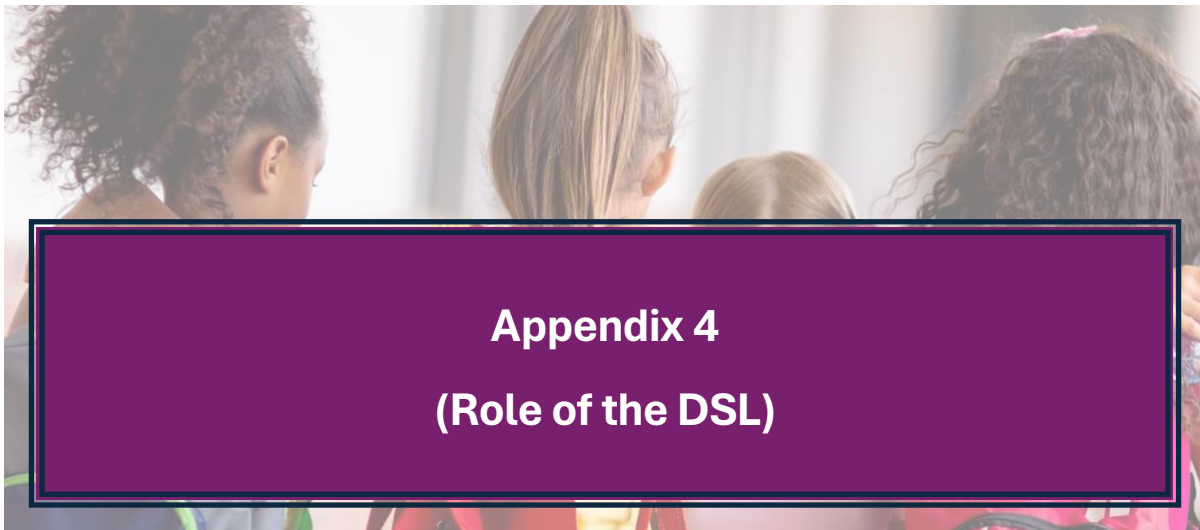 Appendix 4
(Role of the DSL)